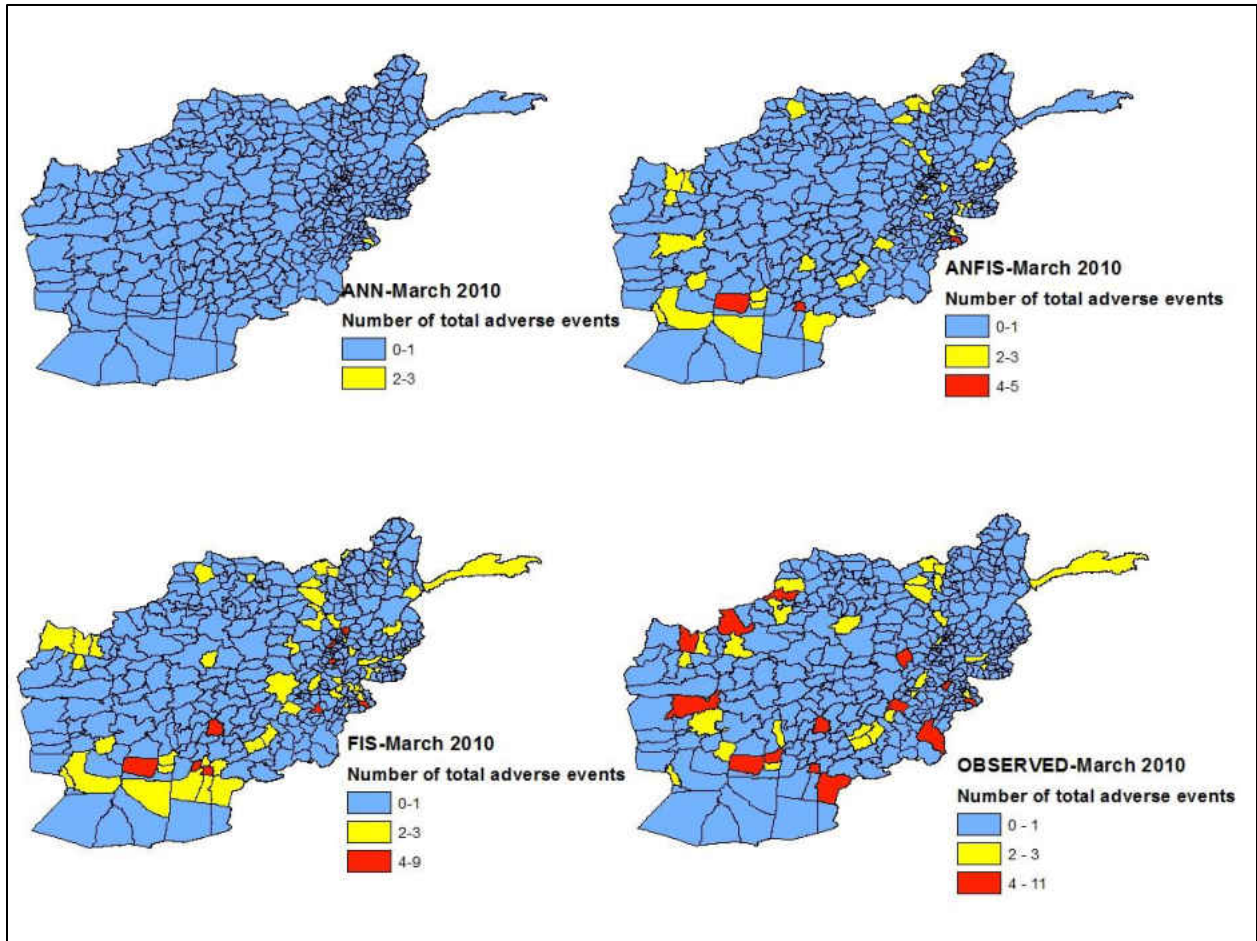 ANN-March 2010
Number of total adverse events
0-1
2-3
ANFIS-March 2010
Number of total adverse events
0-1
2-3
4-5
FIS-March 2010
Number of total adverse events
0-1
2-3
4-9
OBSERVED-March 2010
Number of total adverse events
0 - 1
2 - 3
4 - 11